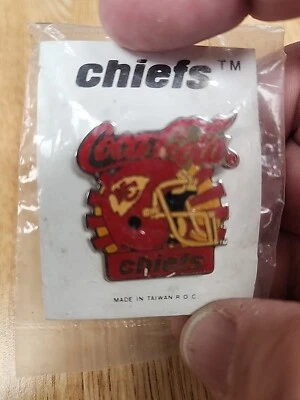 chiefs™
Coca-Cola®
chiefs
MADE IN TAIWAN R.O.C.